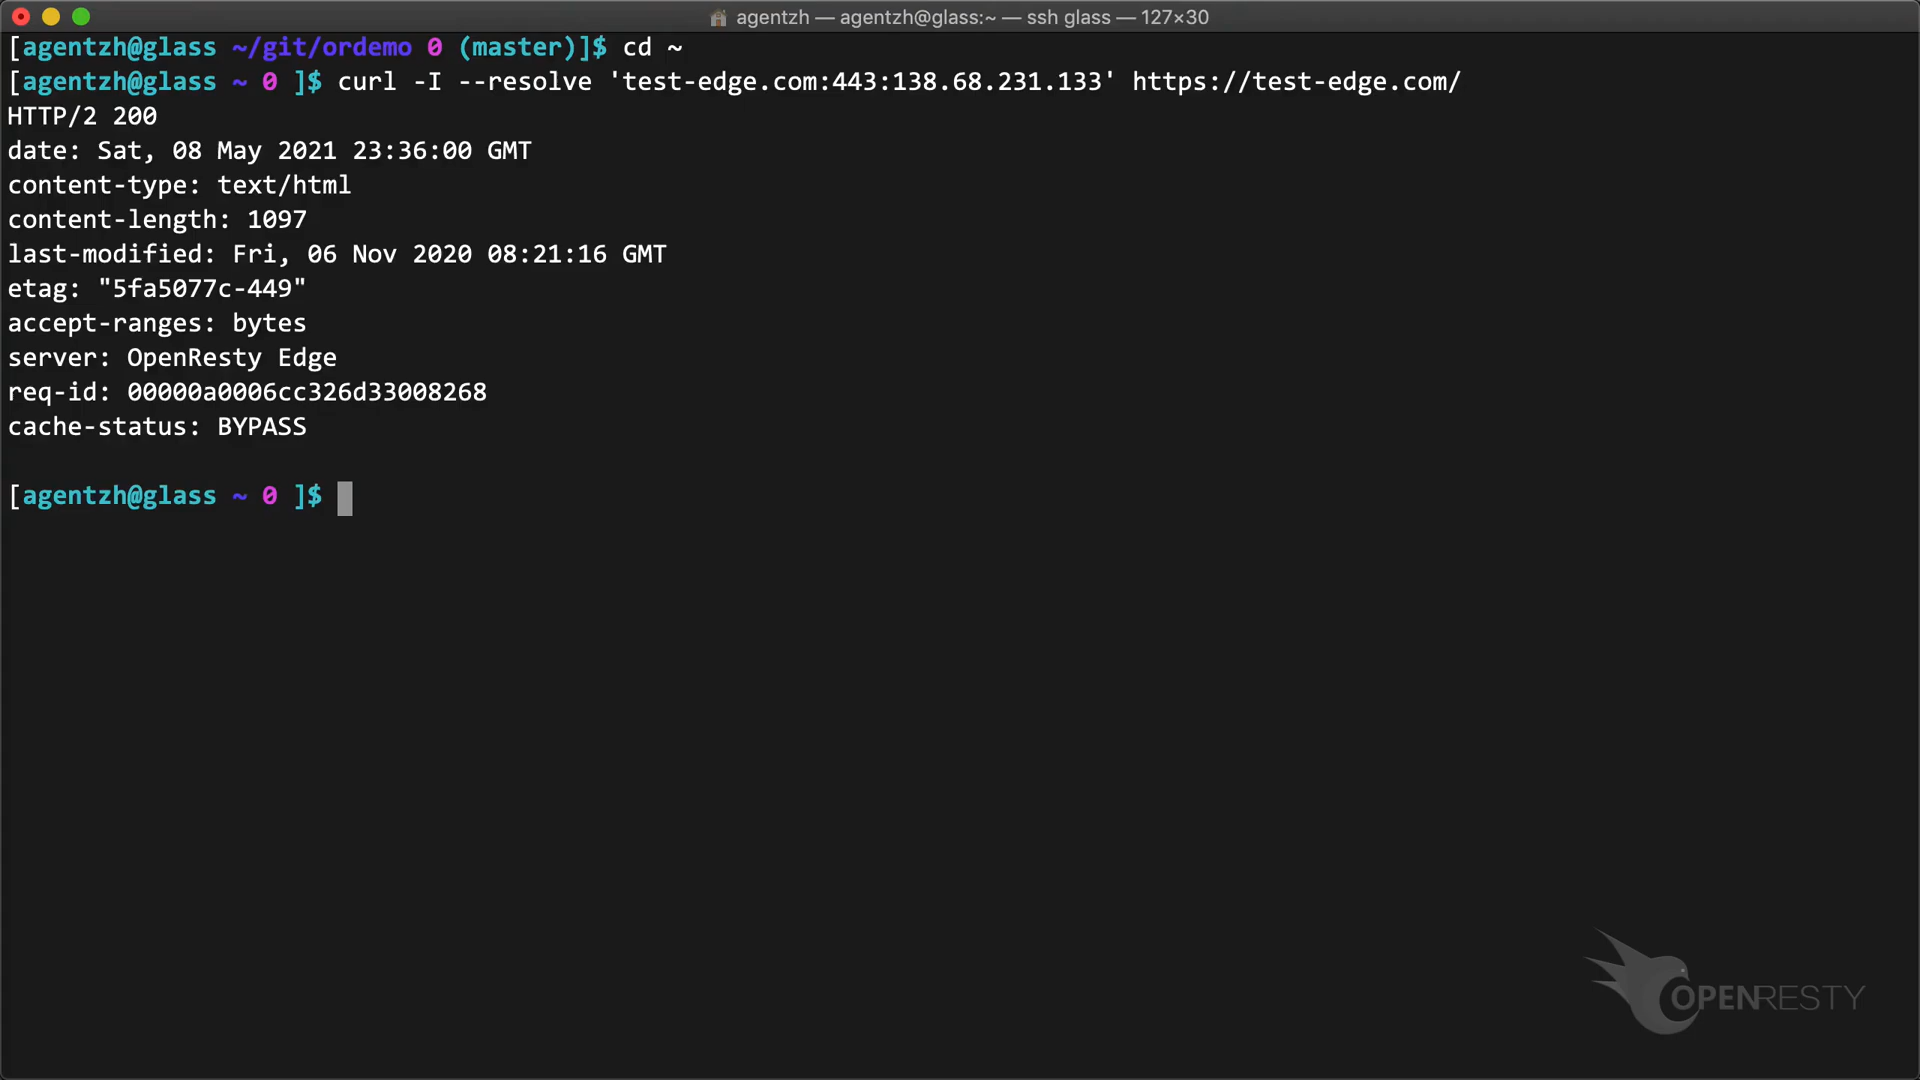 agentzh — agentzh@glass:~ — ssh glass — 127×30
[agentzh@glass ~/git/ordemo 0 (master)]$ cd ~
[agentzh@glass ~ 0 ]$ curl -I --resolve 'test-edge.com:443:138.68.231.133' https://test-edge.com/
HTTP/2 200
date: Sat, 08 May 2021 23:36:00 GMT
content-type: text/html
content-length: 1097
last-modified: Fri, 06 Nov 2020 08:21:16 GMT
etag: "5fa5077c-449"
accept-ranges: bytes
server: OpenResty Edge
req-id: 00000a0006cc326d33008268
cache-status: BYPASS
[agentzh@glass ~ 0 ]$
OPENRESTY